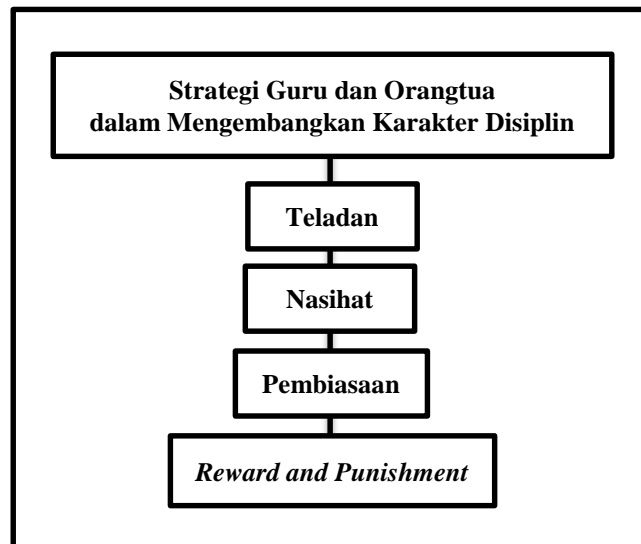 Strategi Guru dan Orangtua
dalam Mengembangkan Karakter Disiplin
Teladan
Nasihat
Pembiasaan
Reward and Punishment